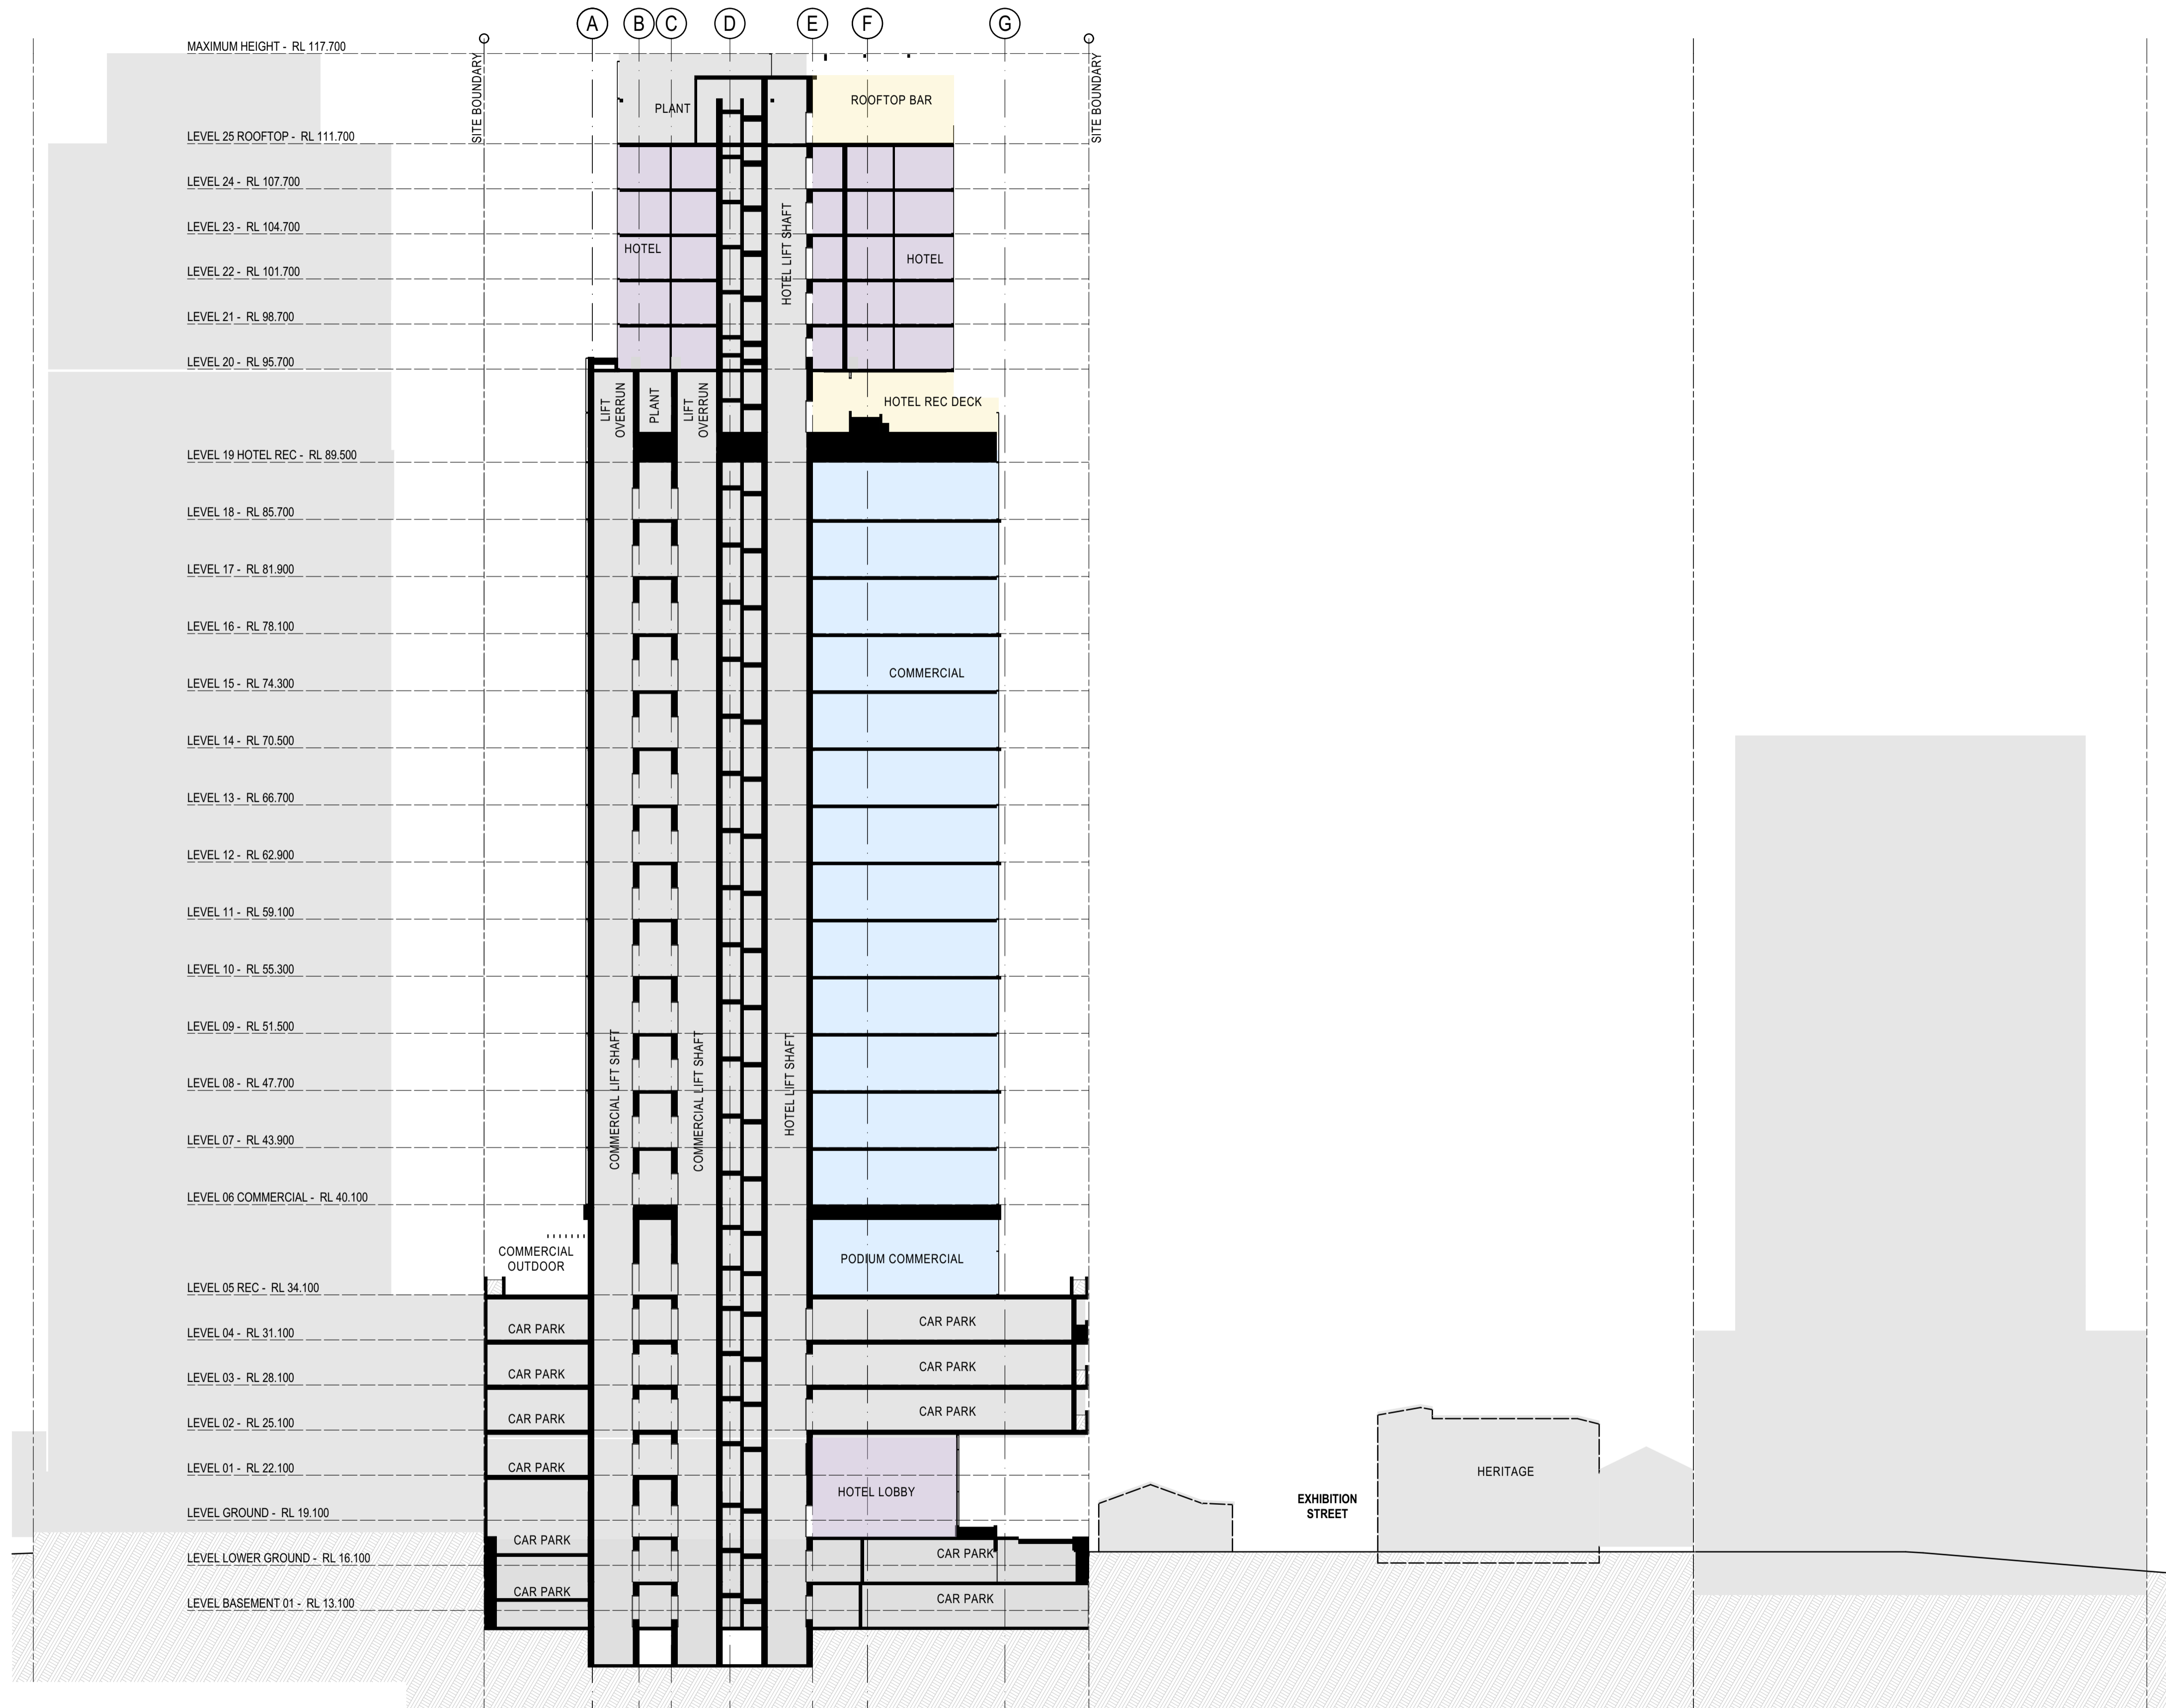 A B C D E F G
MAXIMUM HEIGHT - RL 117.700
SITE BOUNDARY
SITE BOUNDARY
PLANT
ROOFTOP BAR
LEVEL 25 ROOFTOP - RL 111.700
LEVEL 24 - RL 107.700
LEVEL 23 - RL 104.700
HOTEL
HOTEL LIFT SHAFT
HOTEL
LEVEL 22 - RL 101.700
LEVEL 21 - RL 98.700
LEVEL 20 - RL 95.700
LIFT
OVERRUN
PLANT
LIFT
OVERRUN
HOTEL REC DECK
LEVEL 19 HOTEL REC - RL 89.500
LEVEL 18 - RL 85.700
LEVEL 17 - RL 81.900
LEVEL 16 - RL 78.100
COMMERCIAL
LEVEL 15 - RL 74.300
LEVEL 14 - RL 70.500
LEVEL 13 - RL 66.700
LEVEL 12 - RL 62.900
LEVEL 11 - RL 59.100
LEVEL 10 - RL 55.300
LEVEL 09 - RL 51.500
LEVEL 08 - RL 47.700
COMMERCIAL LIFT SHAFT
COMMERCIAL LIFT SHAFT
HOTEL LIFT SHAFT
LEVEL 07 - RL 43.900
LEVEL 06 COMMERCIAL - RL 40.100
COMMERCIAL
OUTDOOR
PODIUM COMMERCIAL
LEVEL 05 REC - RL 34.100
CAR PARK
CAR PARK
LEVEL 04 - RL 31.100
CAR PARK
CAR PARK
LEVEL 03 - RL 28.100
CAR PARK
CAR PARK
LEVEL 02 - RL 25.100
CAR PARK
LEVEL 01 - RL 22.100
HERITAGE
HOTEL LOBBY
EXHIBITION
STREET
LEVEL GROUND - RL 19.100
CAR PARK
CAR PARK
LEVEL LOWER GROUND - RL 16.100
CAR PARK
CAR PARK
LEVEL BASEMENT 01 - RL 13.100